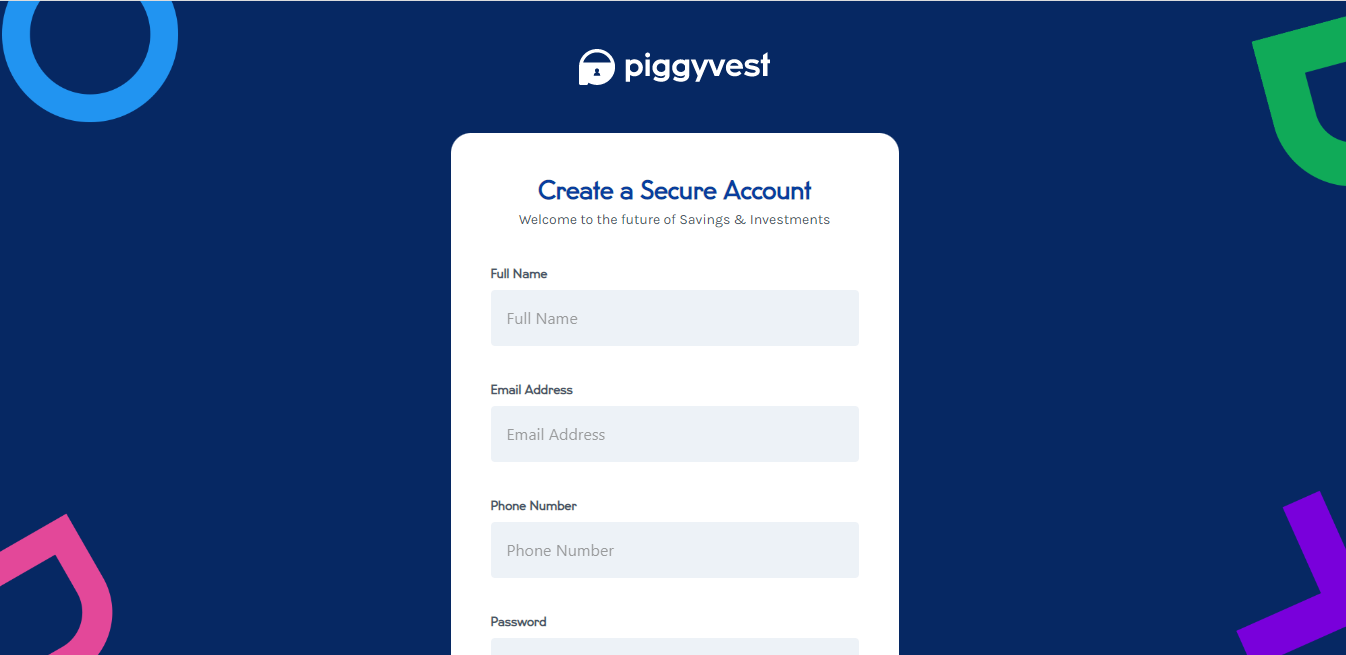 piggyvest
Create a Secure Account
Welcome to the future of Savings & Investments
Full Name
Full Name
Email Address
Email Address
Phone Number
Phone Number
Password